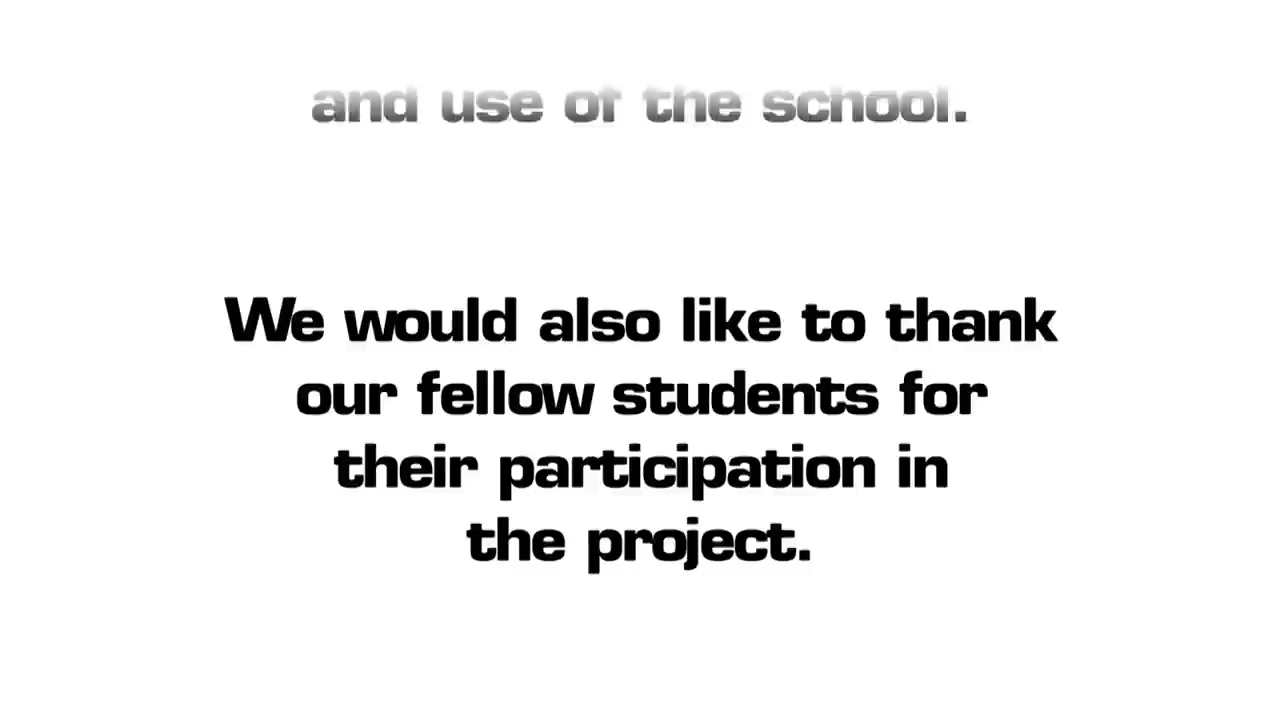 and use of the school.
We would also like to thank
our fellow students for
their participation in
the project.